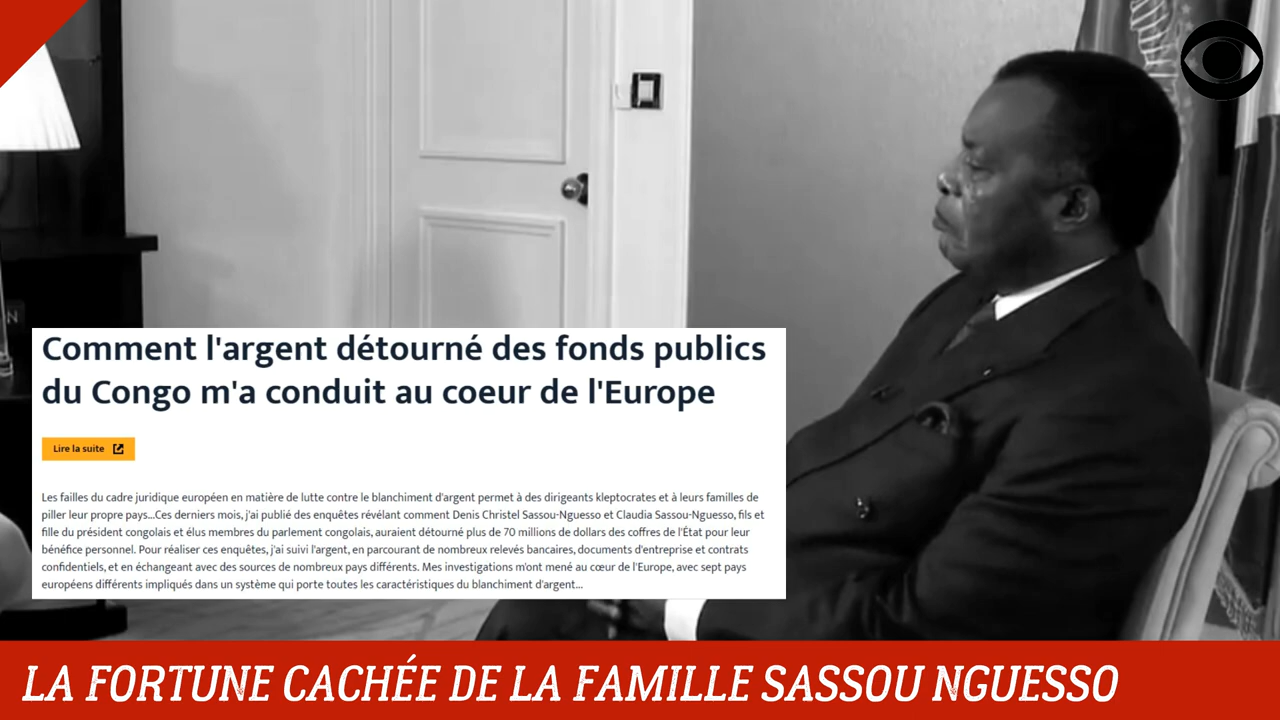 N
Comment l'argent détourné des fonds publics
du Congo m'a conduit au coeur de l'Europe
Lire la suite
Les failles du cadre juridique européen en matière de lutte contre le blanchiment d'argent permet à des dirigeants kleptocrates et à leurs familles de
piller leur propre pays...Ces derniers mois, j'ai publié des enquêtes révélant comment Denis Christel Sassou-Nguesso et Claudia Sassou-Nguesso, fils et
fille du président congolais et élus membres du parlement congolais, auraient détourné plus de 70 millions de dollars des coffres de l'État pour leur
bénéfice personnel. Pour réaliser ces enquêtes, j'ai suivi l'argent, en parcourant de nombreux relevés bancaires, documents d'entreprise et contrats
confidentiels, et en échangeant avec des sources de nombreux pays différents. Mes investigations m'ont mené au cœur de l'Europe, avec sept pays
européens différents impliqués dans un système qui porte toutes les caractéristiques du blanchiment d'argent...
LA FORTUNE CACHÉE DE LA FAMILLE SASSOU NGUESSO